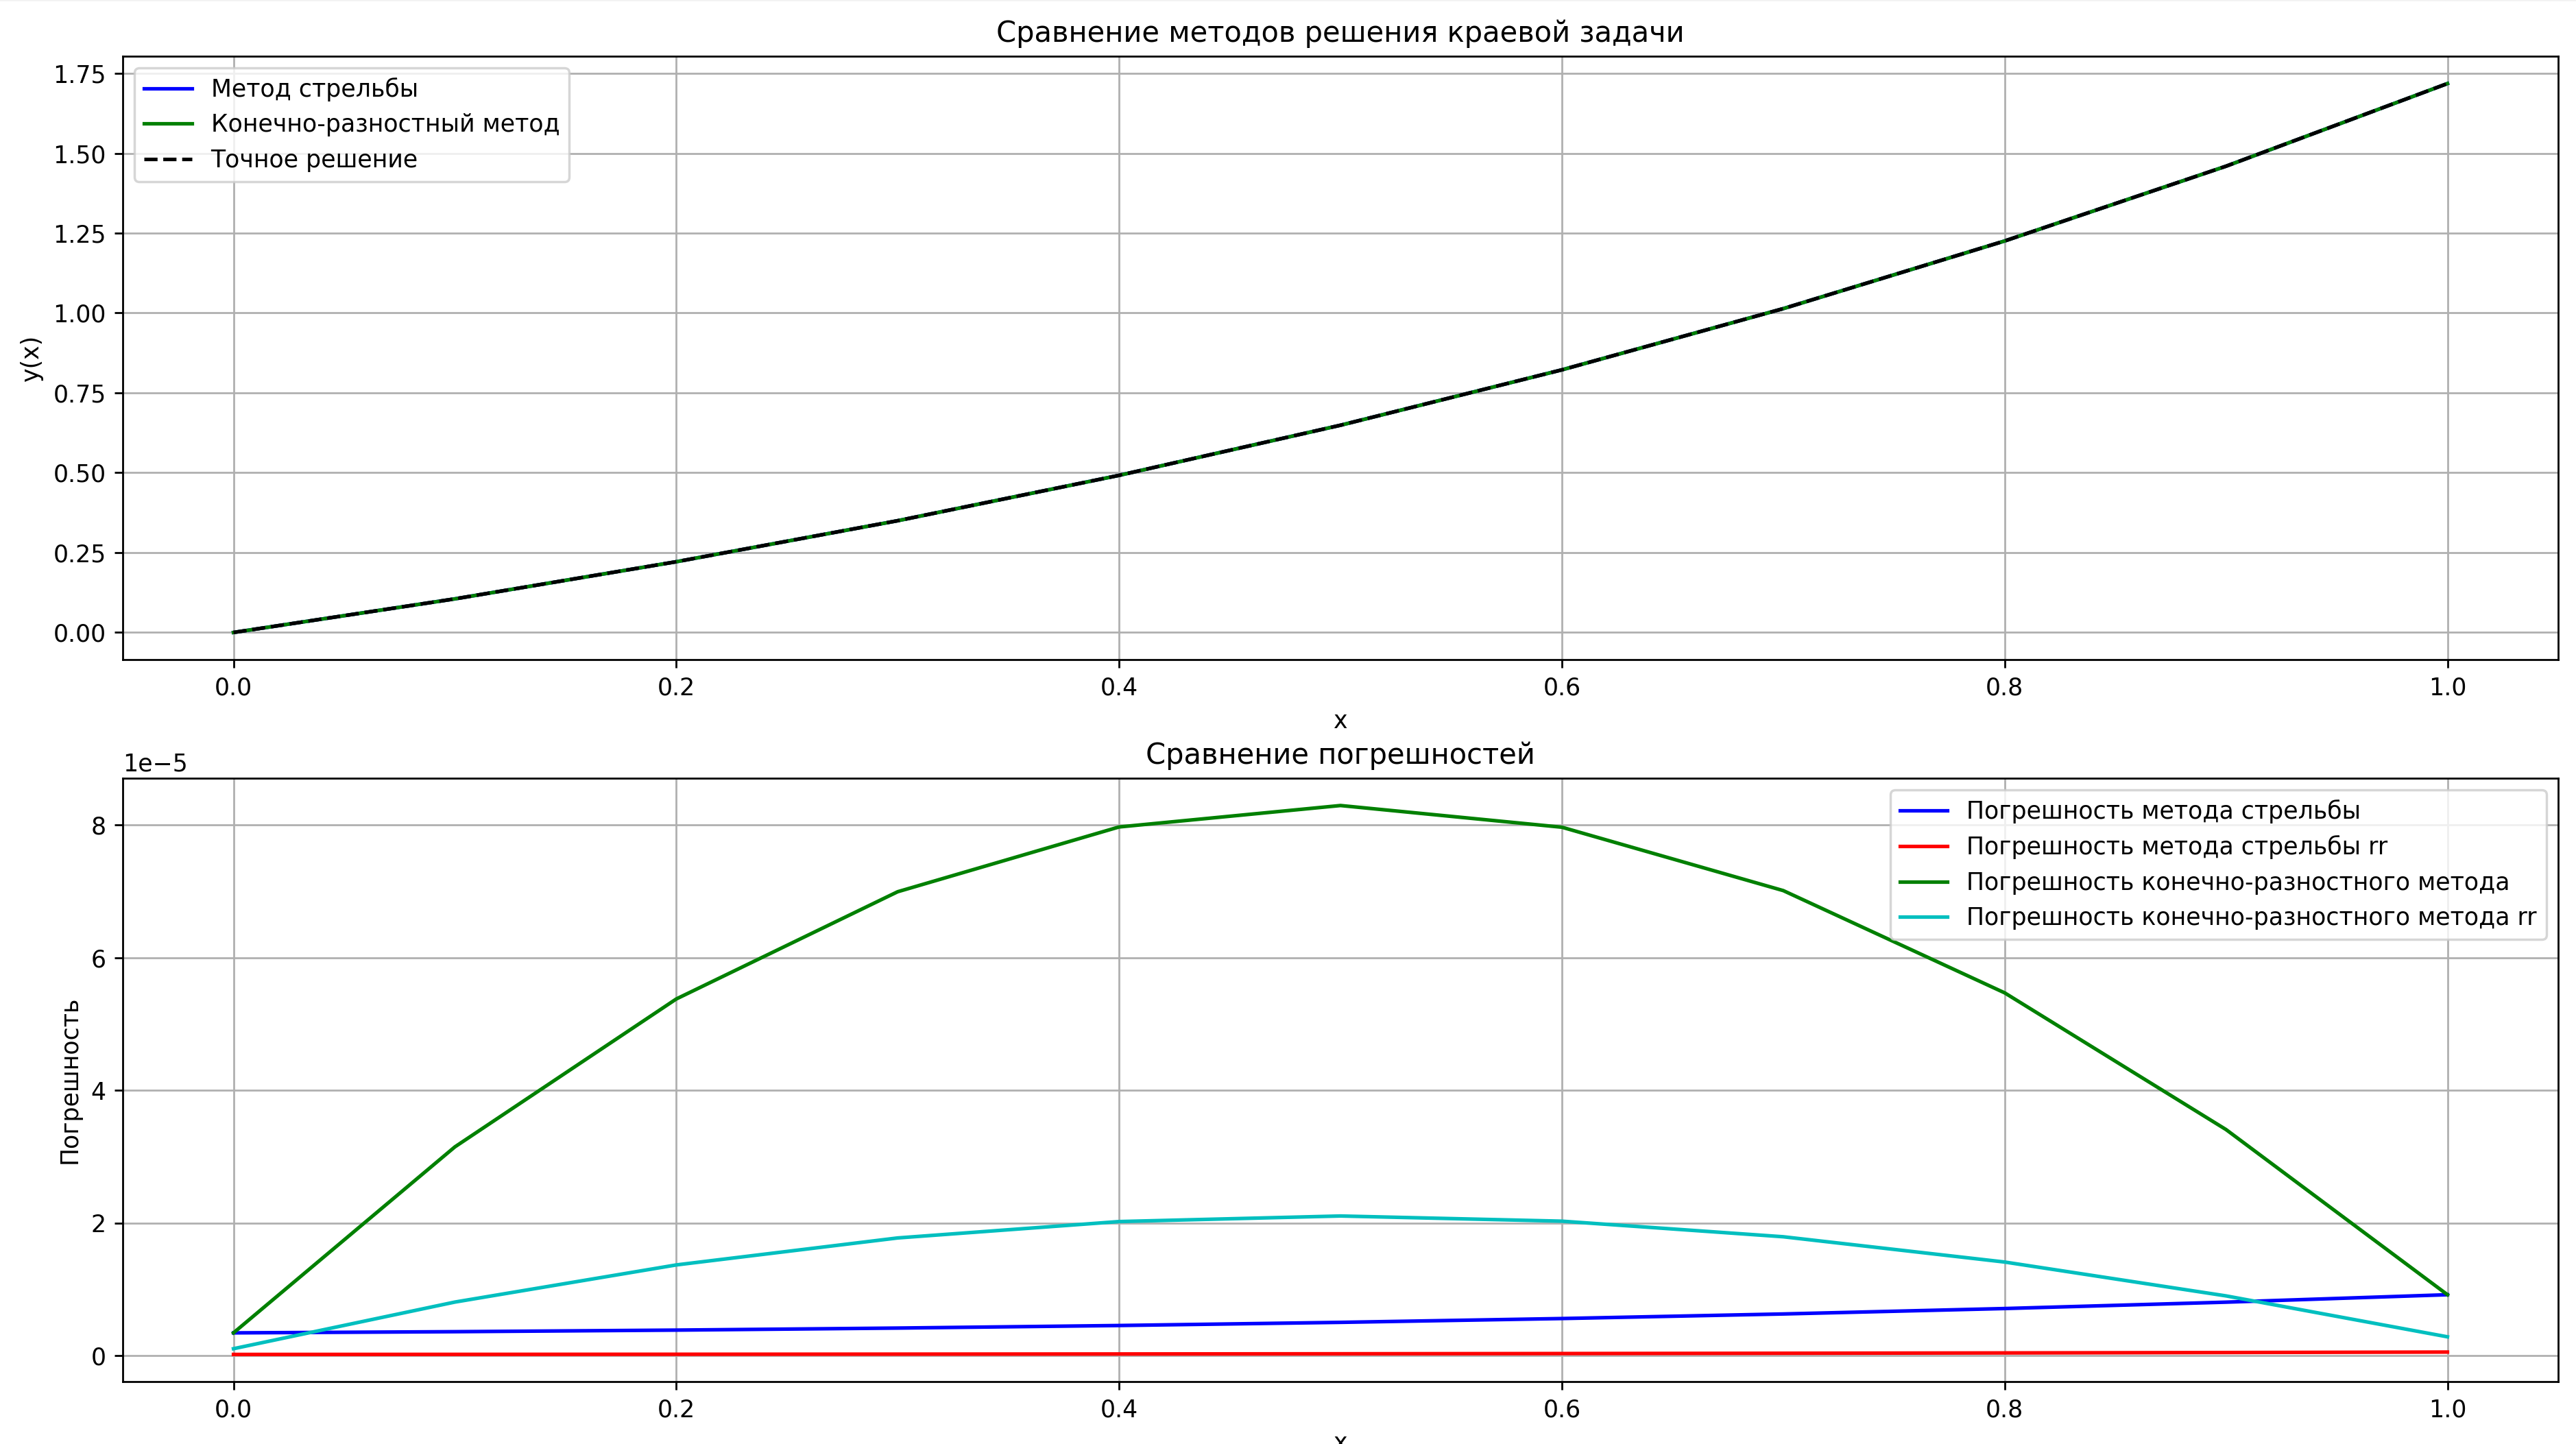 Сравнение методов решения краевой задачи
1.75
1.50
1.25
1.00
0.75
0.50
0.25
0.00
y(x)
Метод стрельбы
Конечно-разностный метод
Точное решение
0.0 0.2 0.4 0.6 0.8 1.0
x
Сравнение погрешностей
1e−5
8
6
4
2
0
Погрешность
Погрешность метода стрельбы
Погрешность метода стрельбы rr
Погрешность конечно-разностного метода
Погрешность конечно-разностного метода rr
0.0 0.2 0.4 0.6 0.8 1.0
x